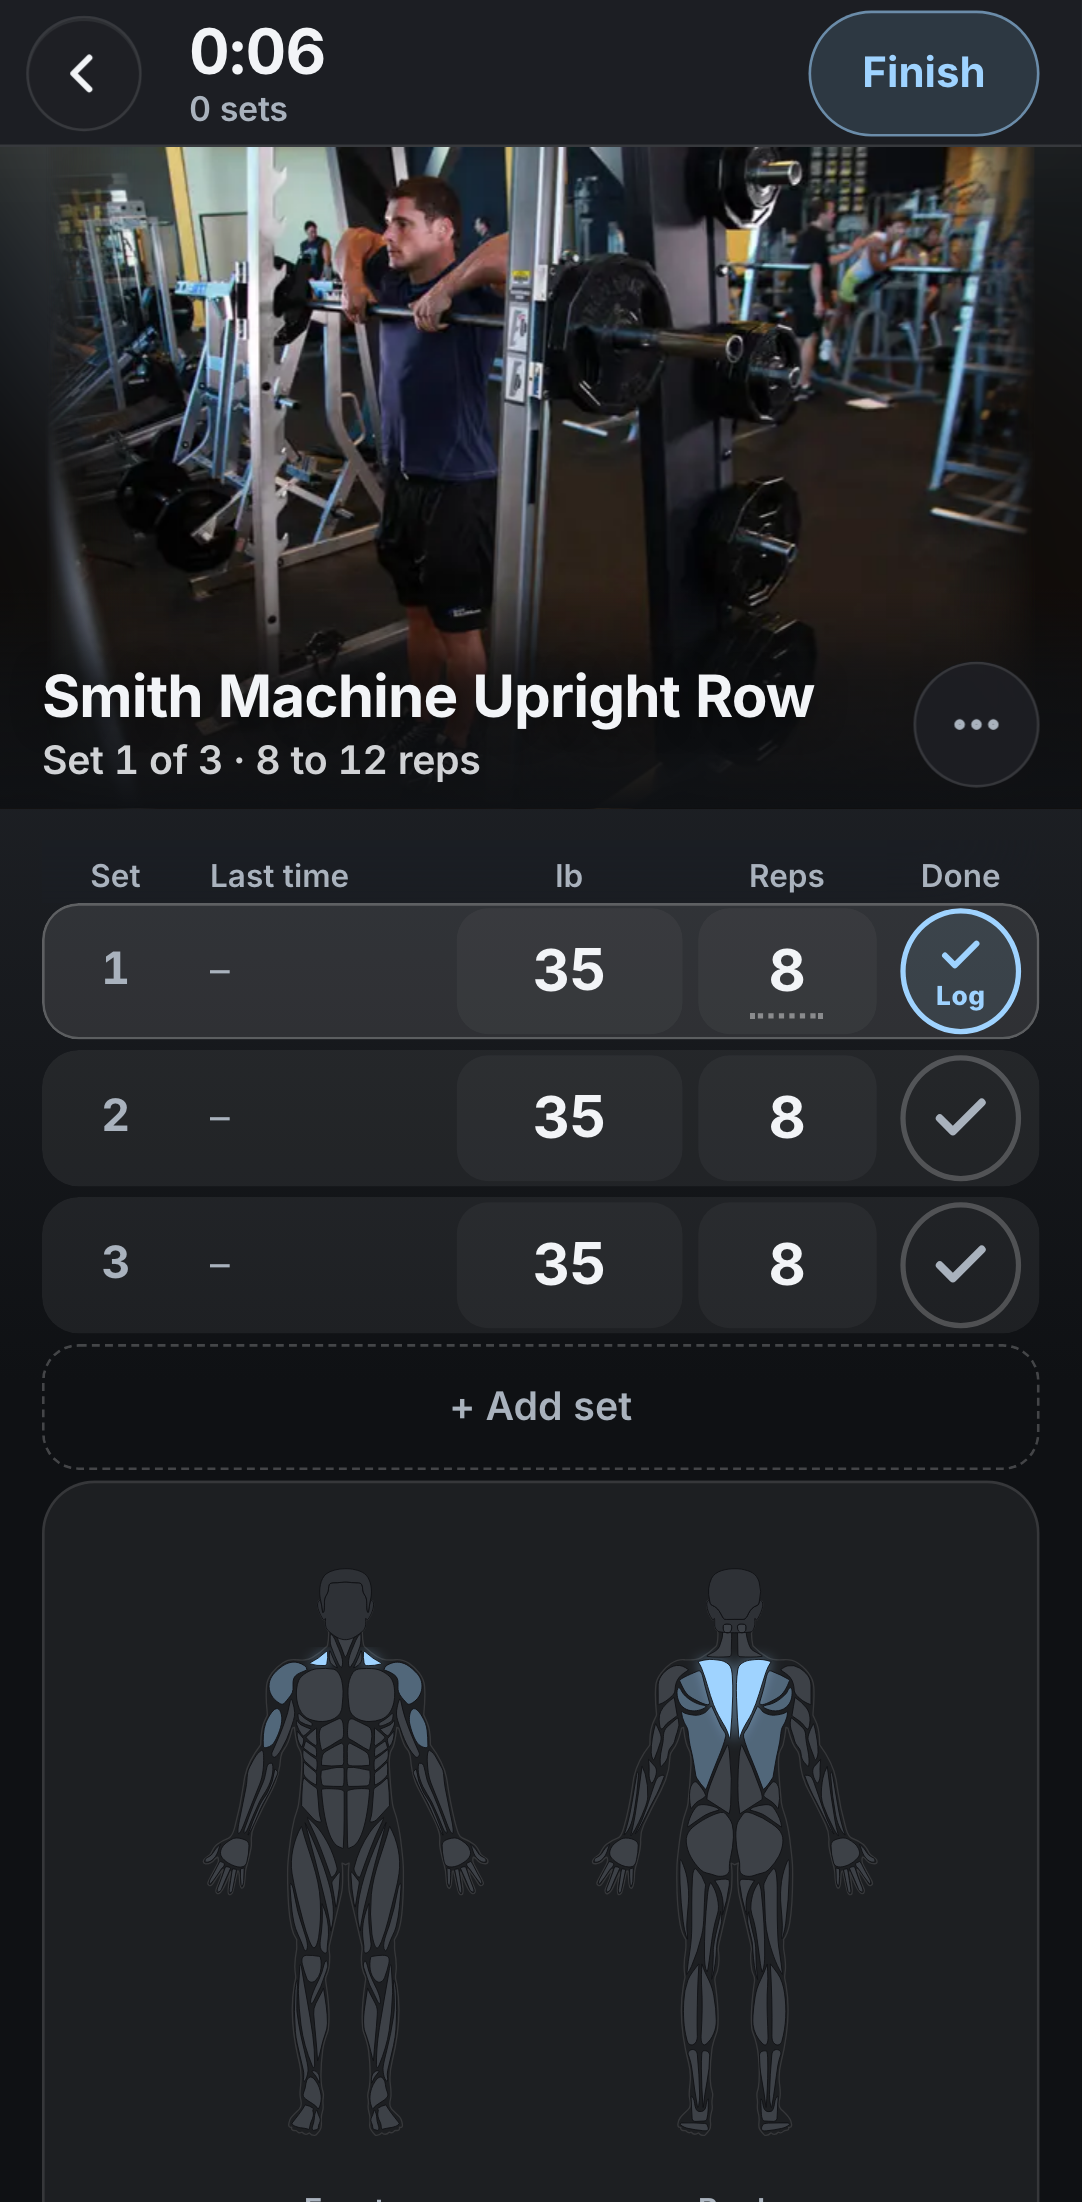 0:06
0 sets
Finish
Smith Machine Upright Row
Set 1 of 3 · 8 to 12 reps
Set Last time lb Reps Done
1 – 35 8 Log
2 – 35 8
3 – 35 8
+ Add set